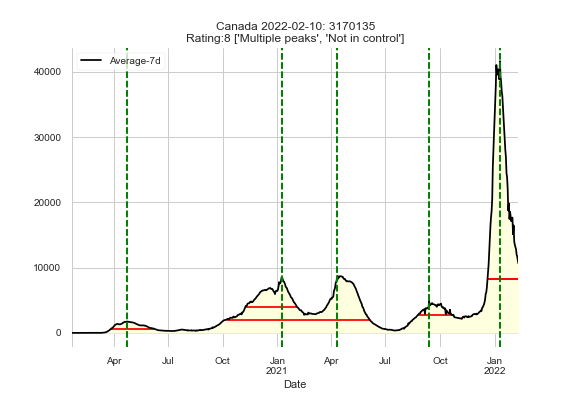 Canada 2022-02-10: 3170135
Rating:8 ['Multiple peaks', 'Not in control']
Average-7d
40000
30000
20000
10000
0
Apr Jul Oct Jan Apr Jul Oct Jan
2021 2022
Date